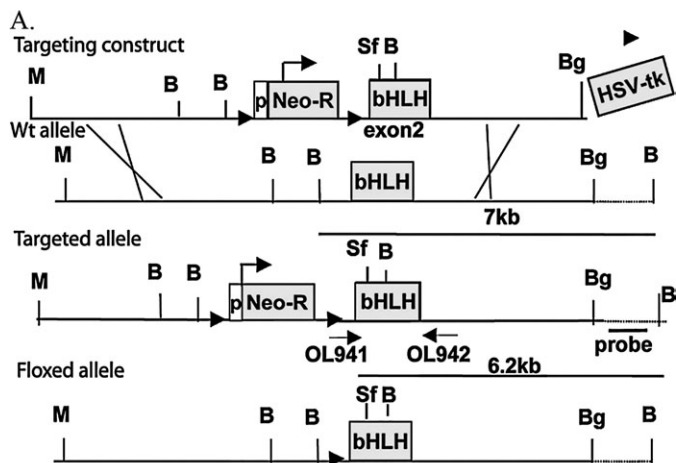 A.
Targeting construct
M B B p Neo-R Sf B bHLH exon2 Bg HSV-tk
Wt allele
M B B bHLH Bg B
7kb
Targeted allele
M B B p Neo-R Sf B bHLH Bg B
OL941 OL942 probe
6.2kb
Floxed allele
M B B Sf B bHLH Bg B